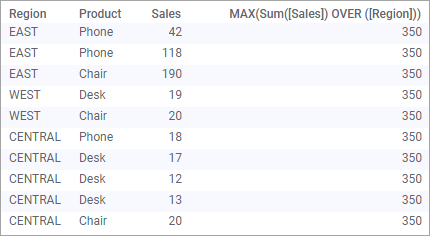 Region Product Sales MAX(Sum([Sales]) OVER ([Region]))
EAST Phone 42 350
EAST Phone 118 350
EAST Chair 190 350
WEST Desk 19 350
WEST Chair 20 350
CENTRAL Phone 18 350
CENTRAL Desk 17 350
CENTRAL Desk 12 350
CENTRAL Desk 13 350
CENTRAL Chair 20 350